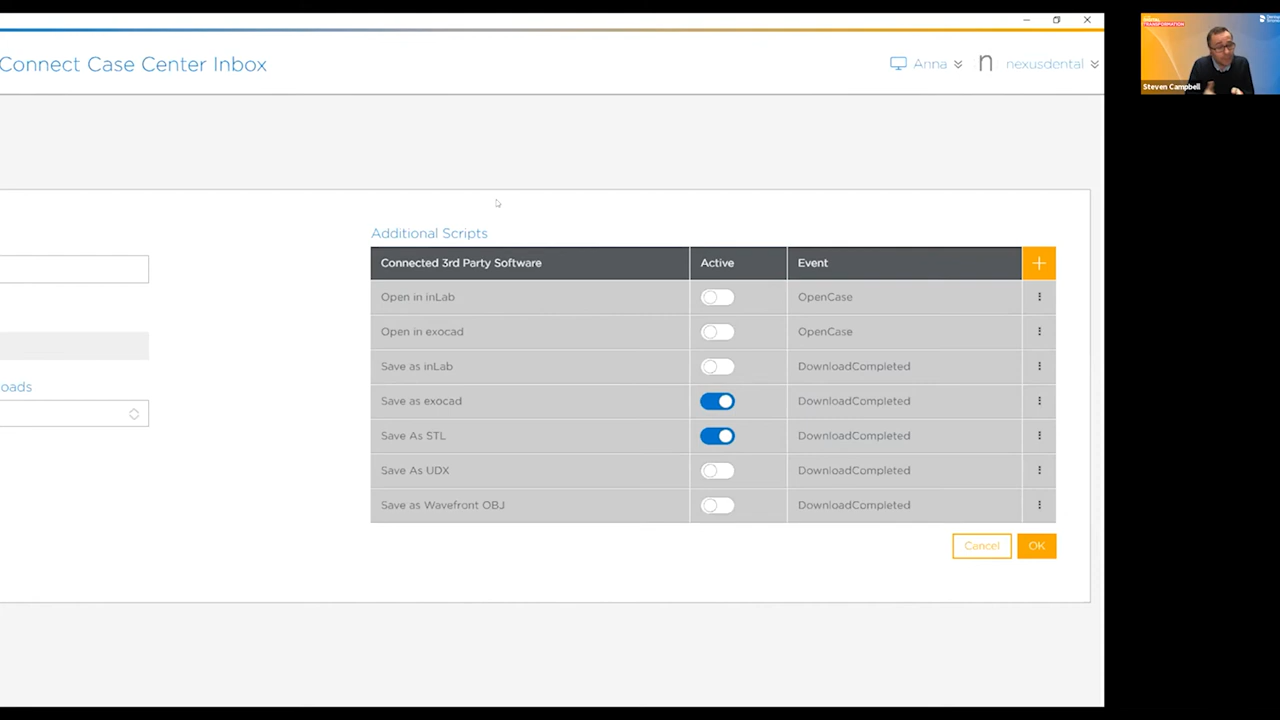 Connect Case Center Inbox
Anna
n
nexusdental
TRANSFORMATION
Steven Campbell
oads
Additional Scripts
Connected 3rd Party Software Active Event +
Open in inLab OpenCase
Open in exocad OpenCase
Save as inLab DownloadCompleted
Save as exocad DownloadCompleted
Save As STL DownloadCompleted
Save As UDX DownloadCompleted
Save as Wavefront OBJ DownloadCompleted
Cancel OK